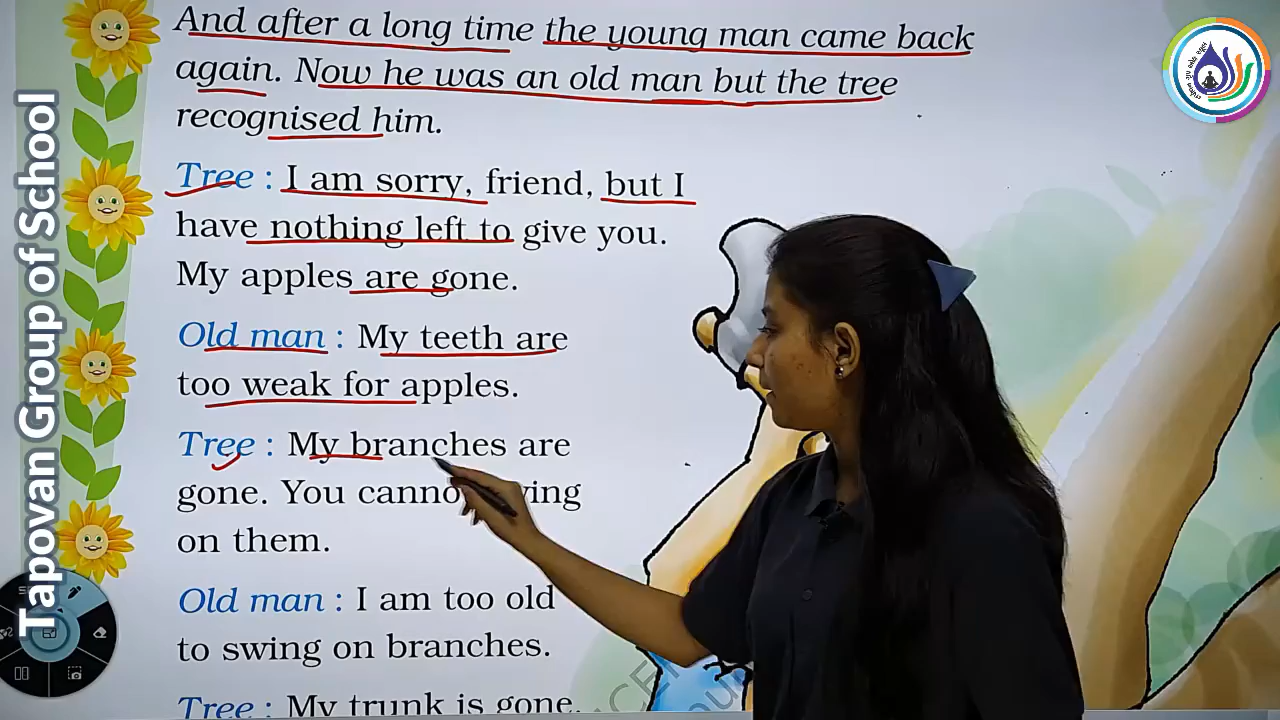 And after a long time the young man came back
again. Now he was an old man but the tree
recognised him.
Tree : I am sorry, friend, but I
have nothing left to give you.
My apples are gone.
Old man : My teeth are
too weak for apples.
Tree : My branches are
gone. You cannot swing
on them.
Old man : I am too old
to swing on branches.
Tree : My trunk is gone.
Tapovan Group of School